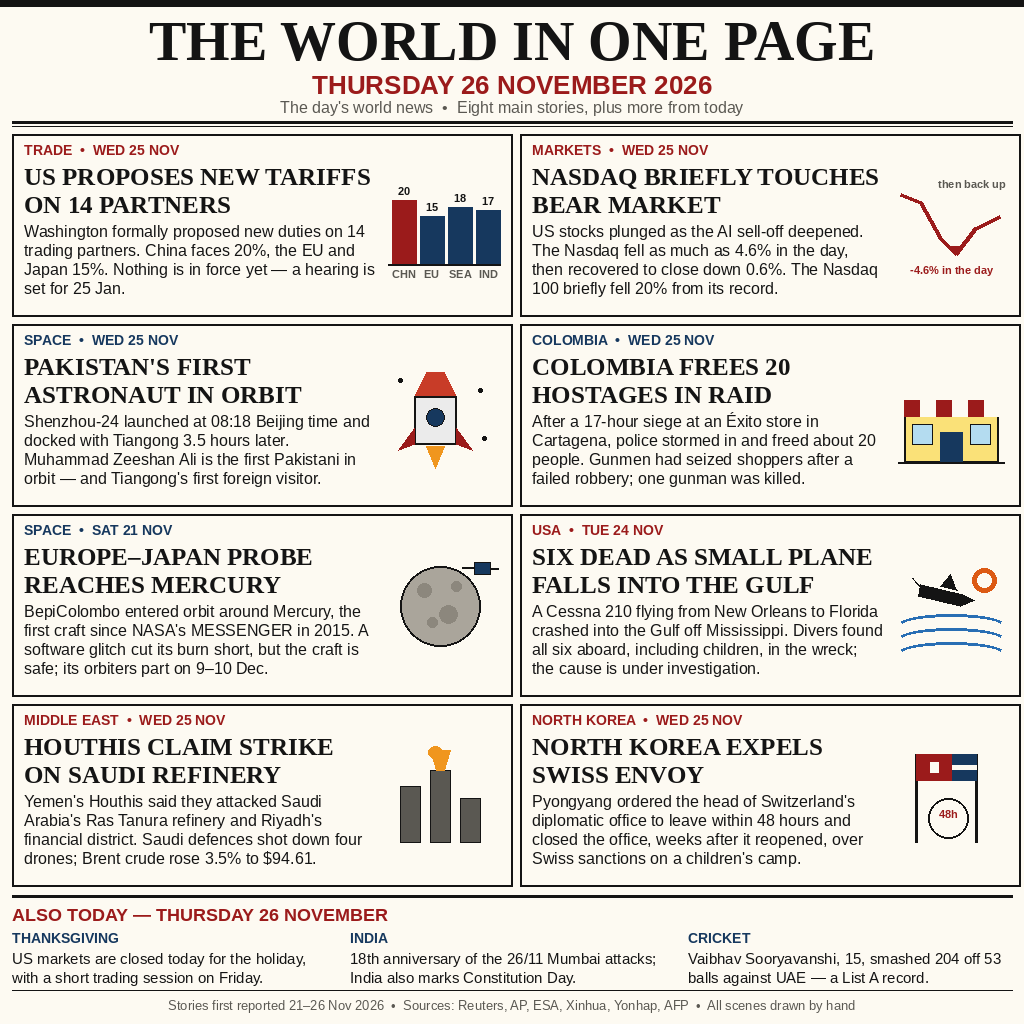 THE WORLD IN ONE PAGE
THURSDAY 26 NOVEMBER 2026
The day's world news • Eight main stories, plus more from today
TRADE • WED 25 NOV
US PROPOSES NEW TARIFFS
ON 14 PARTNERS
Washington formally proposed new duties on 14
trading partners. China faces 20%, the EU and
Japan 15%. Nothing is in force yet — a hearing is
set for 25 Jan.
20
15
18
17
CHN EU SEA IND
MARKETS • WED 25 NOV
NASDAQ BRIEFLY TOUCHES
BEAR MARKET
US stocks plunged as the AI sell-off deepened.
The Nasdaq fell as much as 4.6% in the day,
then recovered to close down 0.6%. The Nasdaq
100 briefly fell 20% from its record.
then back up
-4.6% in the day
SPACE • WED 25 NOV
PAKISTAN'S FIRST
ASTRONAUT IN ORBIT
Shenzhou-24 launched at 08:18 Beijing time and
docked with Tiangong 3.5 hours later.
Muhammad Zeeshan Ali is the first Pakistani in
orbit — and Tiangong's first foreign visitor.
COLOMBIA • WED 25 NOV
COLOMBIA FREES 20
HOSTAGES IN RAID
After a 17-hour siege at an Éxito store in
Cartagena, police stormed in and freed about 20
people. Gunmen had seized shoppers after a
failed robbery; one gunman was killed.
SPACE • SAT 21 NOV
EUROPE–JAPAN PROBE
REACHES MERCURY
BepiColombo entered orbit around Mercury, the
first craft since NASA's MESSENGER in 2015. A
software glitch cut its burn short, but the craft is
safe; its orbiters part on 9–10 Dec.
USA • TUE 24 NOV
SIX DEAD AS SMALL PLANE
FALLS INTO THE GULF
A Cessna 210 flying from New Orleans to Florida
crashed into the Gulf off Mississippi. Divers found
all six aboard, including children, in the wreck;
the cause is under investigation.
MIDDLE EAST • WED 25 NOV
HOUTHIS CLAIM STRIKE
ON SAUDI REFINERY
Yemen's Houthis said they attacked Saudi
Arabia's Ras Tanura refinery and Riyadh's
financial district. Saudi defences shot down four
drones; Brent crude rose 3.5% to $94.61.
NORTH KOREA • WED 25 NOV
NORTH KOREA EXPELS
SWISS ENVOY
Pyongyang ordered the head of Switzerland's
diplomatic office to leave within 48 hours and
closed the office, weeks after it reopened, over
Swiss sanctions on a children's camp.
48h
ALSO TODAY — THURSDAY 26 NOVEMBER
THANKSGIVING
US markets are closed today for the holiday,
with a short trading session on Friday.
INDIA
18th anniversary of the 26/11 Mumbai attacks;
India also marks Constitution Day.
CRICKET
Vaibhav Sooryavanshi, 15, smashed 204 off 53
balls against UAE — a List A record.
Stories first reported 21–26 Nov 2026 • Sources: Reuters, AP, ESA, Xinhua, Yonhap, AFP • All scenes drawn by hand